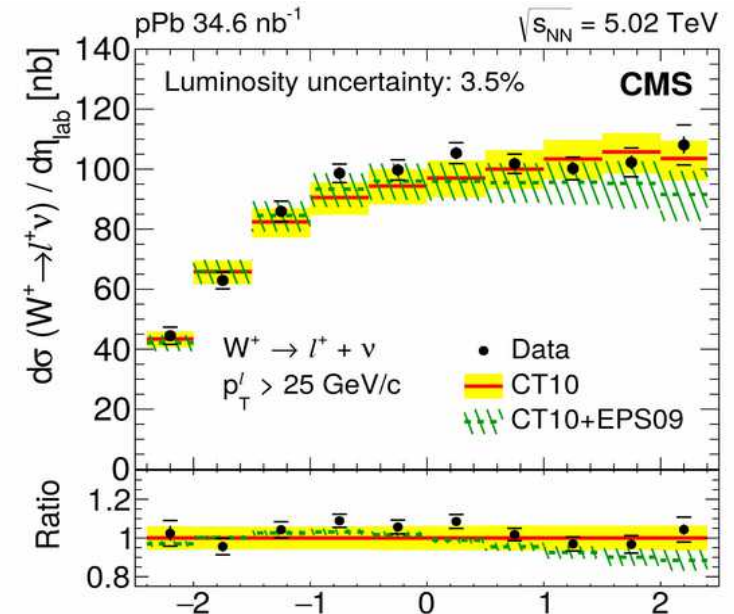 pPb 34.6 nb⁻¹ √s_NN = 5.02 TeV
Luminosity uncertainty: 3.5% CMS
dσ (W⁺→l⁺ν) / dη_lab [nb]
140
120
100
80
60
40
20
0
W⁺ → l⁺ + ν
p_T^l > 25 GeV/c
Data
CT10
CT10+EPS09
Ratio
1.2
1
0.8
−2 −1 0 1 2